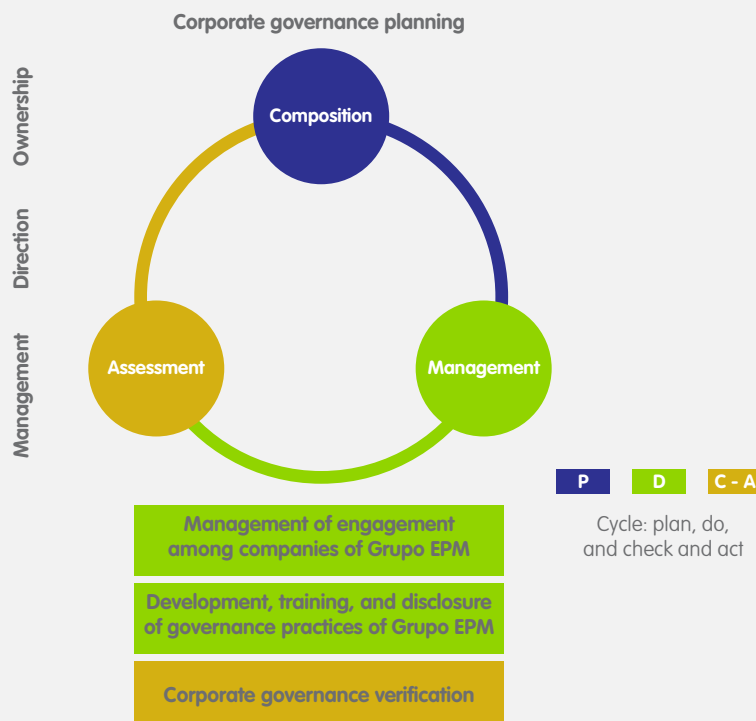 Corporate governance planning
Ownership
Direction
Management
Composition
Assessment
Management
P
D
C - A
Cycle: plan, do,
and check and act
Management of engagement
among companies of Grupo EPM
Development, training, and disclosure
of governance practices of Grupo EPM
Corporate governance verification